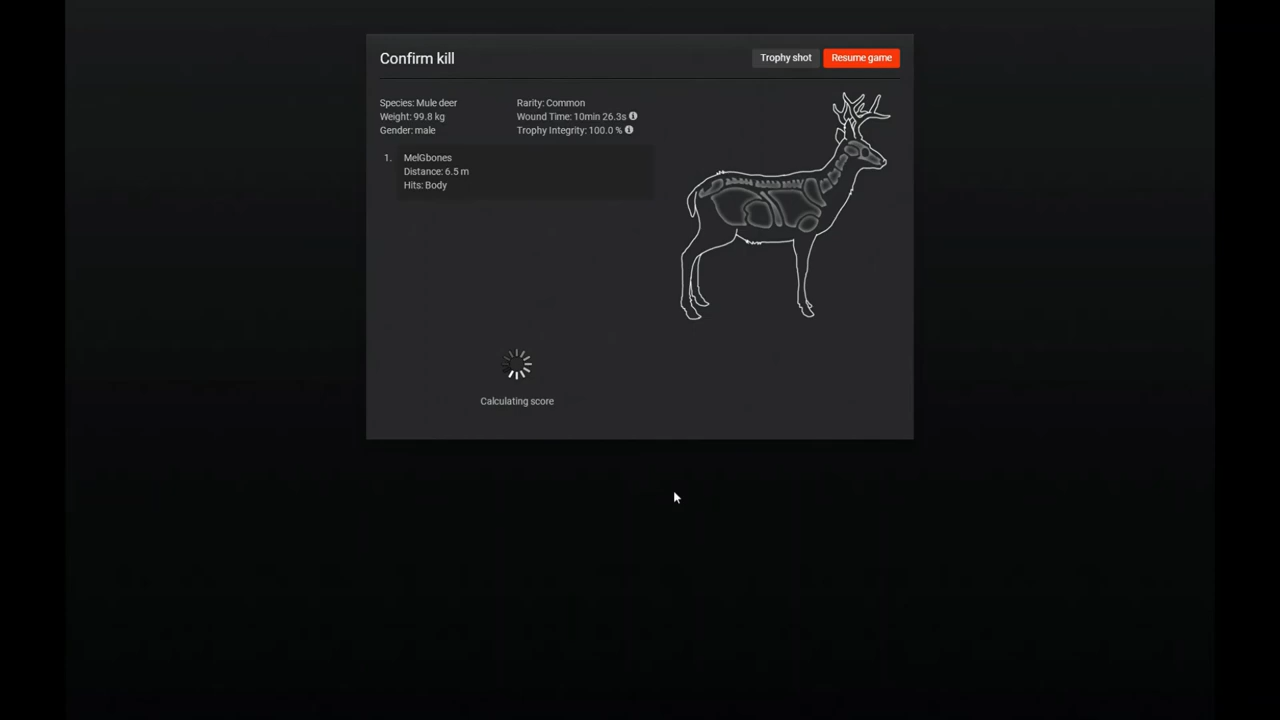 Confirm kill
Trophy shot
Resume game
Species: Mule deer
Weight: 99.8 kg
Gender: male
Rarity: Common
Wound Time: 10min 26.3s
Trophy Integrity: 100.0 %
1. MelGbones
Distance: 6.5 m
Hits: Body
Calculating score